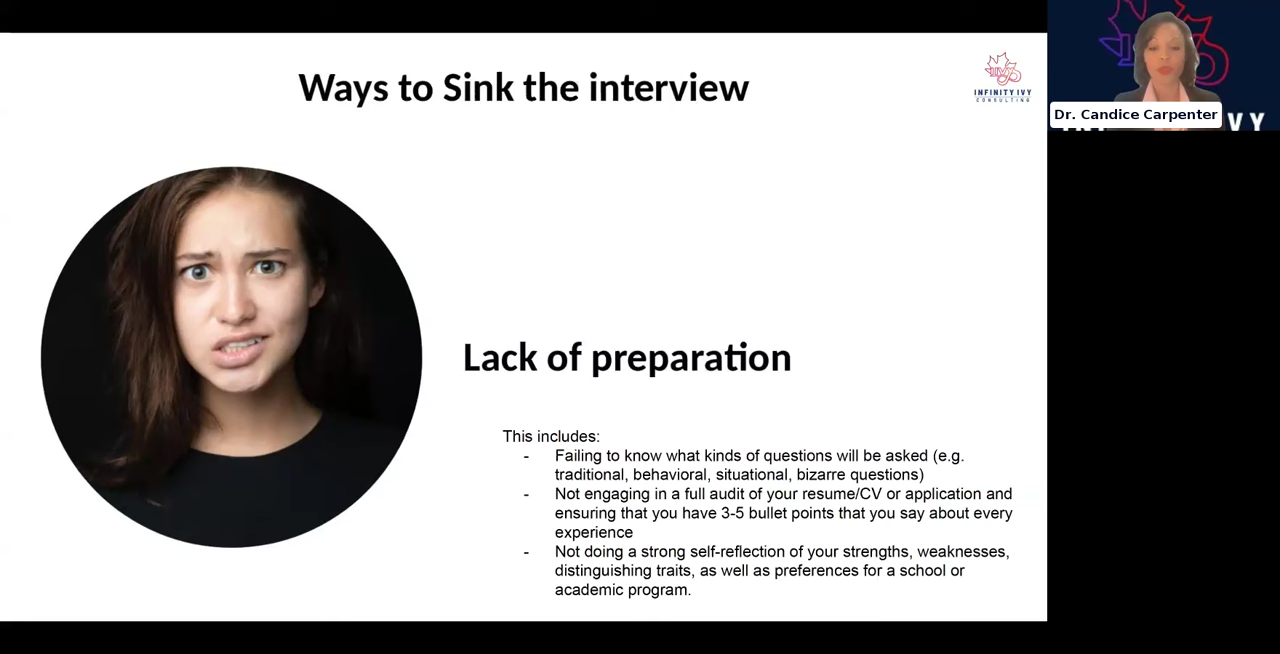 Ways to Sink the interview
INFINITY IVY
CONSULTING
Dr. Candice Carpenter
V Y
Lack of preparation
This includes:
- Failing to know what kinds of questions will be asked (e.g.
traditional, behavioral, situational, bizarre questions)
- Not engaging in a full audit of your resume/CV or application and
ensuring that you have 3-5 bullet points that you say about every
experience
- Not doing a strong self-reflection of your strengths, weaknesses,
distinguishing traits, as well as preferences for a school or
academic program.